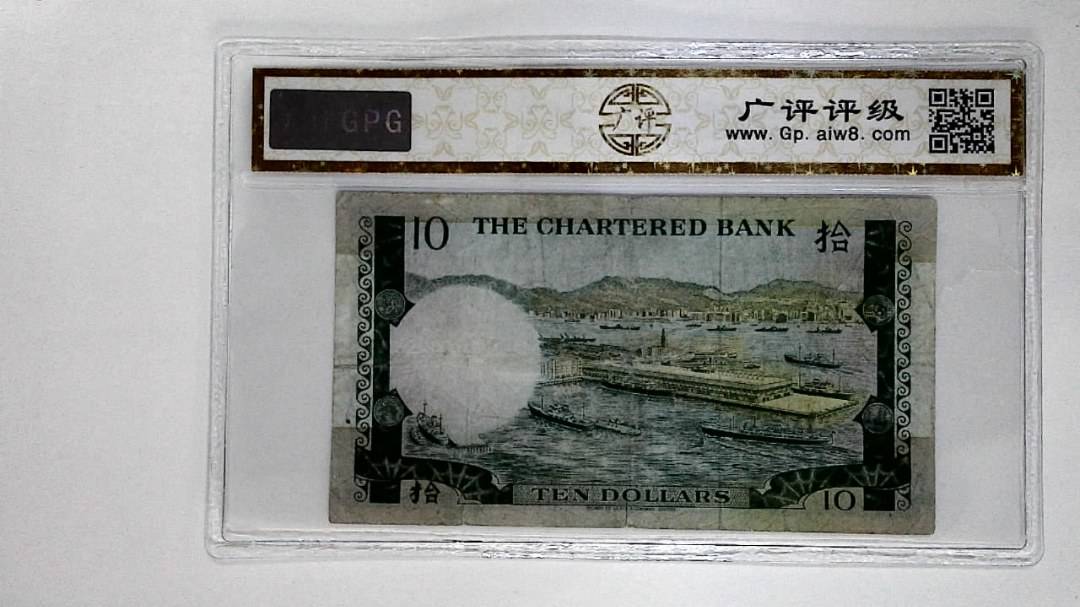 GPG
广评
广评评级
www.Gp.aiw8.com
10 THE CHARTERED BANK 拾
拾 TEN DOLLARS 10